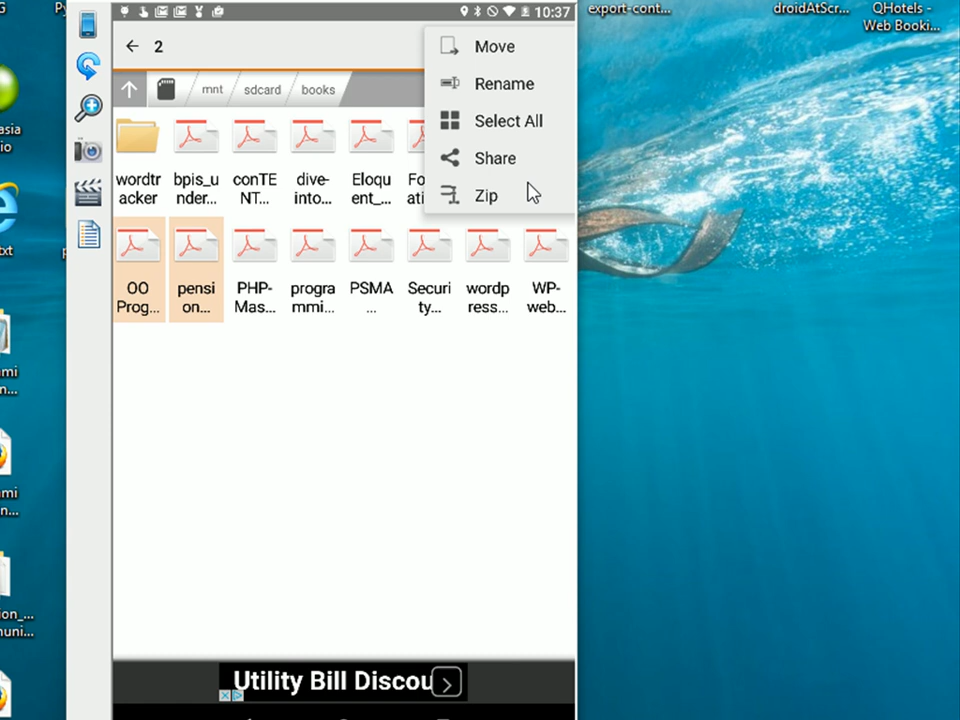 export-cont...
droidAtScr...
QHotels -
Web Booki...
10:37
2
Move
Rename
Select All
Share
Zip
mnt
sdcard
books
wordtr
acker
bpis_u
nder...
conTE
NT...
dive-
into...
Eloqu
ent_...
OO
Prog...
pensi
on...
PHP-
Mas...
progra
mmi...
PSMA
...
Securi
ty...
wordp
ress...
WP-
web...
Utility Bill Discou